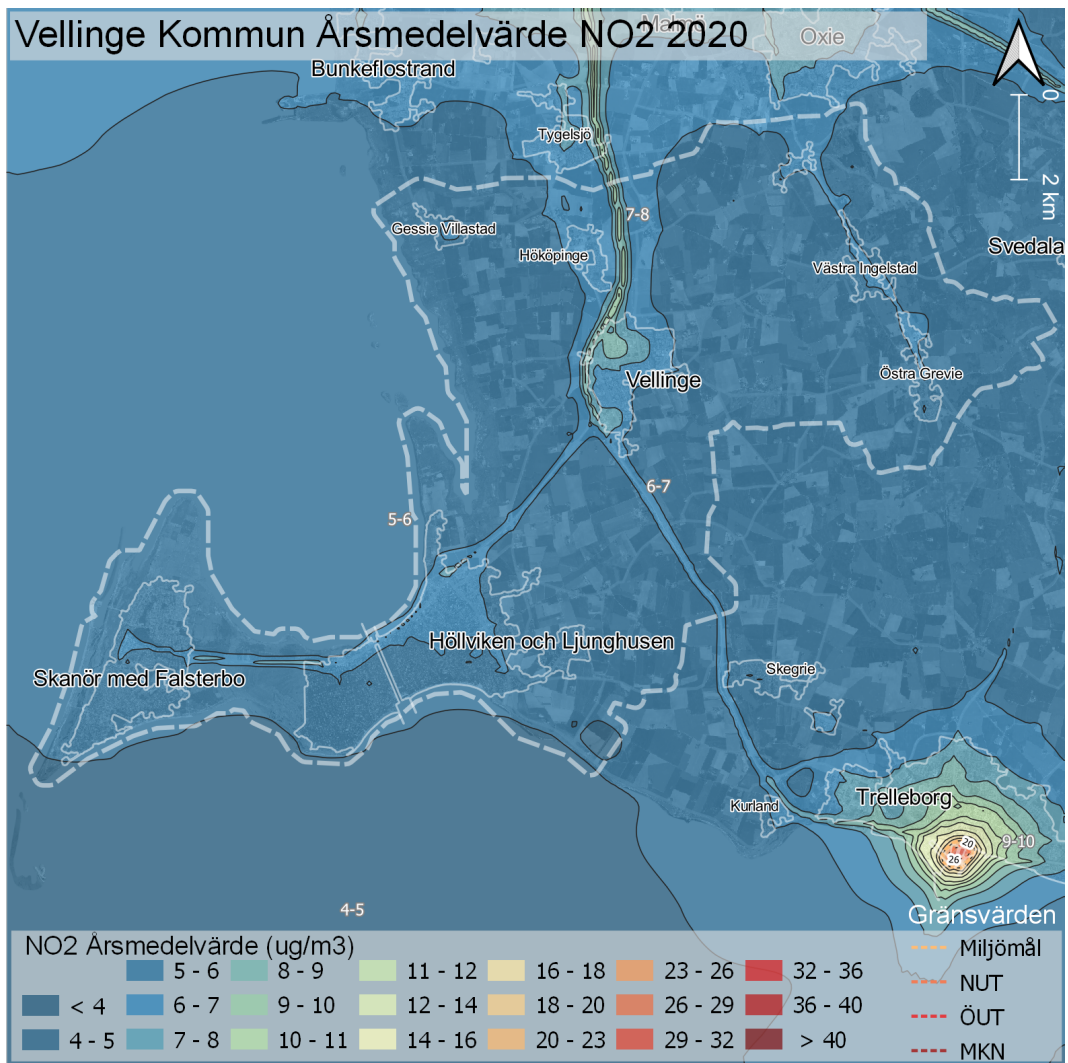 Vellinge Kommun Årsmedelvärde NO2 2020
Malmö
Oxie
Bunkeflostrand
0
2 km
Tygelsjö
7-8
Gessie Villastad
Hököpinge
Svedala
Västra Ingelstad
Vellinge
Östra Grevie
6-7
5-6
Höllviken och Ljunghusen
Skanör med Falsterbo
Skegrie
Kurland
Trelleborg
20
26
9-10
4-5
Gränsvärden
Miljömål
NUT
ÖUT
MKN
NO2 Årsmedelvärde (ug/m3)
5 - 6 8 - 9 11 - 12 16 - 18 23 - 26 32 - 36
< 4 6 - 7 9 - 10 12 - 14 18 - 20 26 - 29 36 - 40
4 - 5 7 - 8 10 - 11 14 - 16 20 - 23 29 - 32 > 40